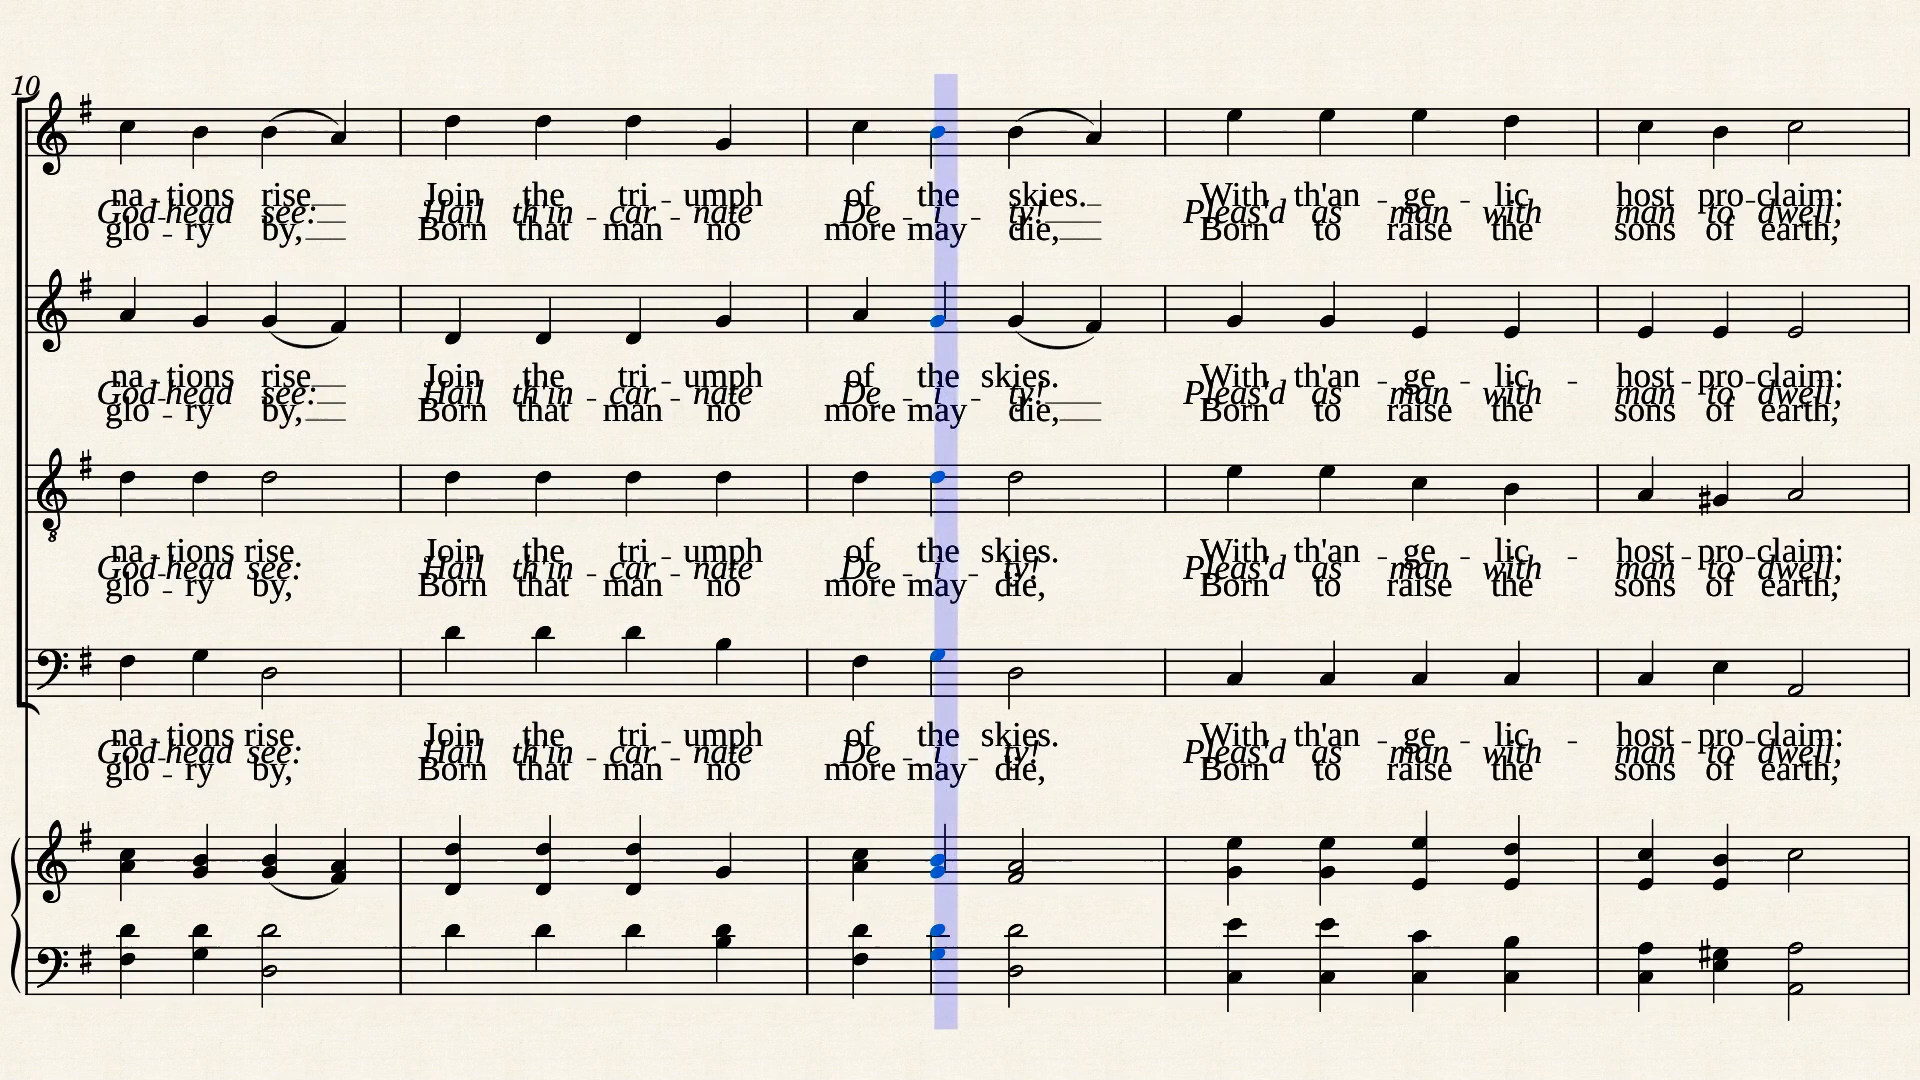 10
na - tions rise Join the tri - umph of the skies. With th'an - ge - lic host pro-claim:
God-head see: Hail th'in - car - nate De - i - ty! Pleas'd as man with man to dwell,
glo - ry by, Born that man no more may die, Born to raise the sons of earth,
na - tions rise Join the tri - umph of the skies. With th'an - ge - lic - host - pro-claim:
God-head see: Hail th'in - car - nate De - i - ty! Pleas'd as man with man to dwell,
glo - ry by, Born that man no more may die, Born to raise the sons of earth,
8
na - tions rise Join the tri - umph of the skies. With th'an - ge - lic - host - pro-claim:
God-head see: Hail th'in - car - nate De - i - ty! Pleas'd as man with man to dwell,
glo - ry by, Born that man no more may die, Born to raise the sons of earth,
na - tions rise Join the tri - umph of the skies. With th'an - ge - lic - host - pro-claim:
God-head see: Hail th'in - car - nate De - i - ty! Pleas'd as man with man to dwell,
glo - ry by, Born that man no more may die, Born to raise the sons of earth,